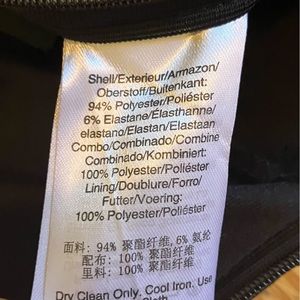 Shell/Exterieur/Armazon/
Oberstoff/Buitenkant:
94% Polyester/Poliéster
6% Elastane/Élasthanne/
elastano/Elastan/Elastaan
Combo/Combinado/Combine
Combinado/Kombiniert:
100% Polyester/Poliéster
Lining/Doublure/Forro/
Futter/Voering:
100% Polyester/Poliéster
面料: 94% 聚酯纤维,6% 氨纶
配布: 100% 聚酯纤维
里料: 100% 聚酯纤维
Dry Clean Only, Cool Iron, Use
Cloth